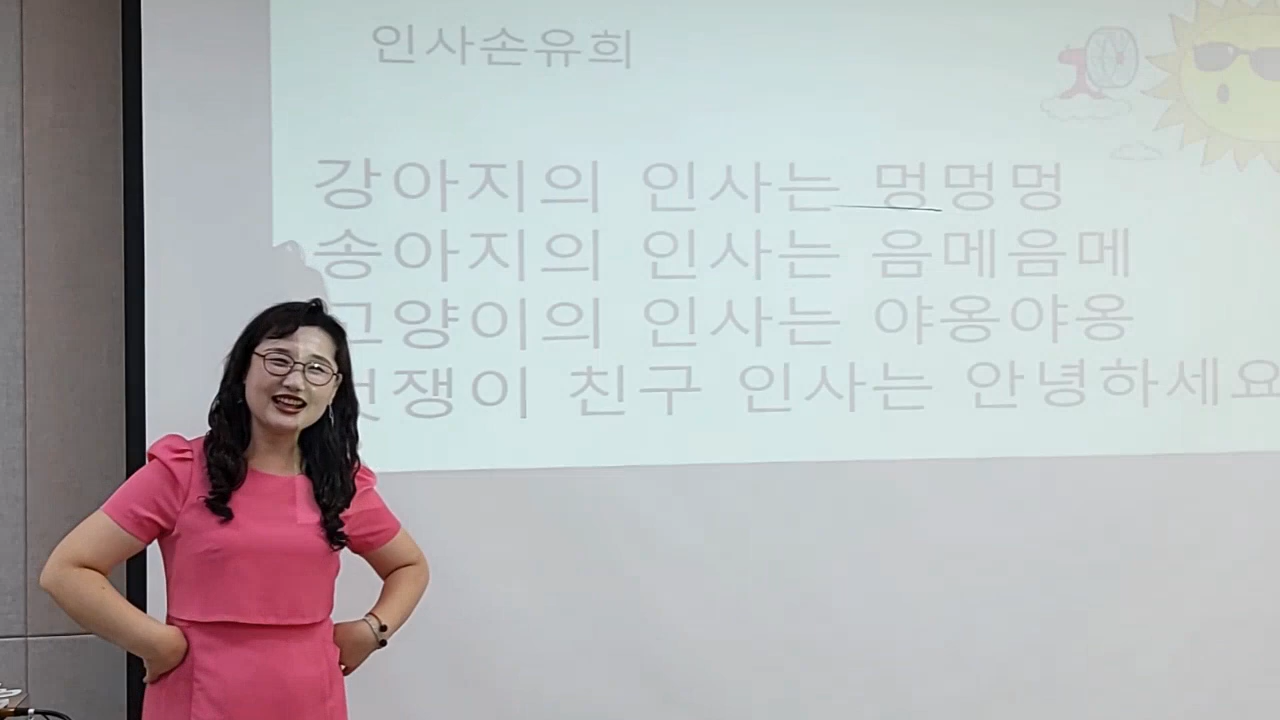 인사손유희
강아지의 인사는 멍멍멍
송아지의 인사는 음메음메
고양이의 인사는 야옹야옹
멋쟁이 친구 인사는 안녕하세요